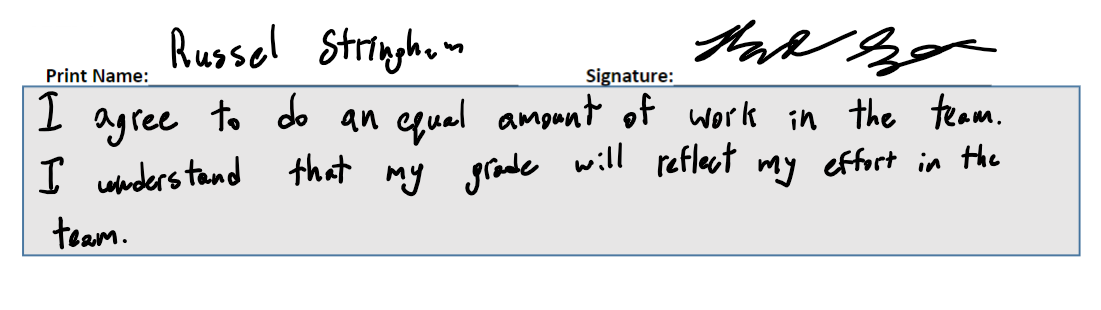 Print Name: Russel Stringham Signature:
I agree to do an equal amount of work in the team.
I understand that my grade will reflect my effort in the
team.